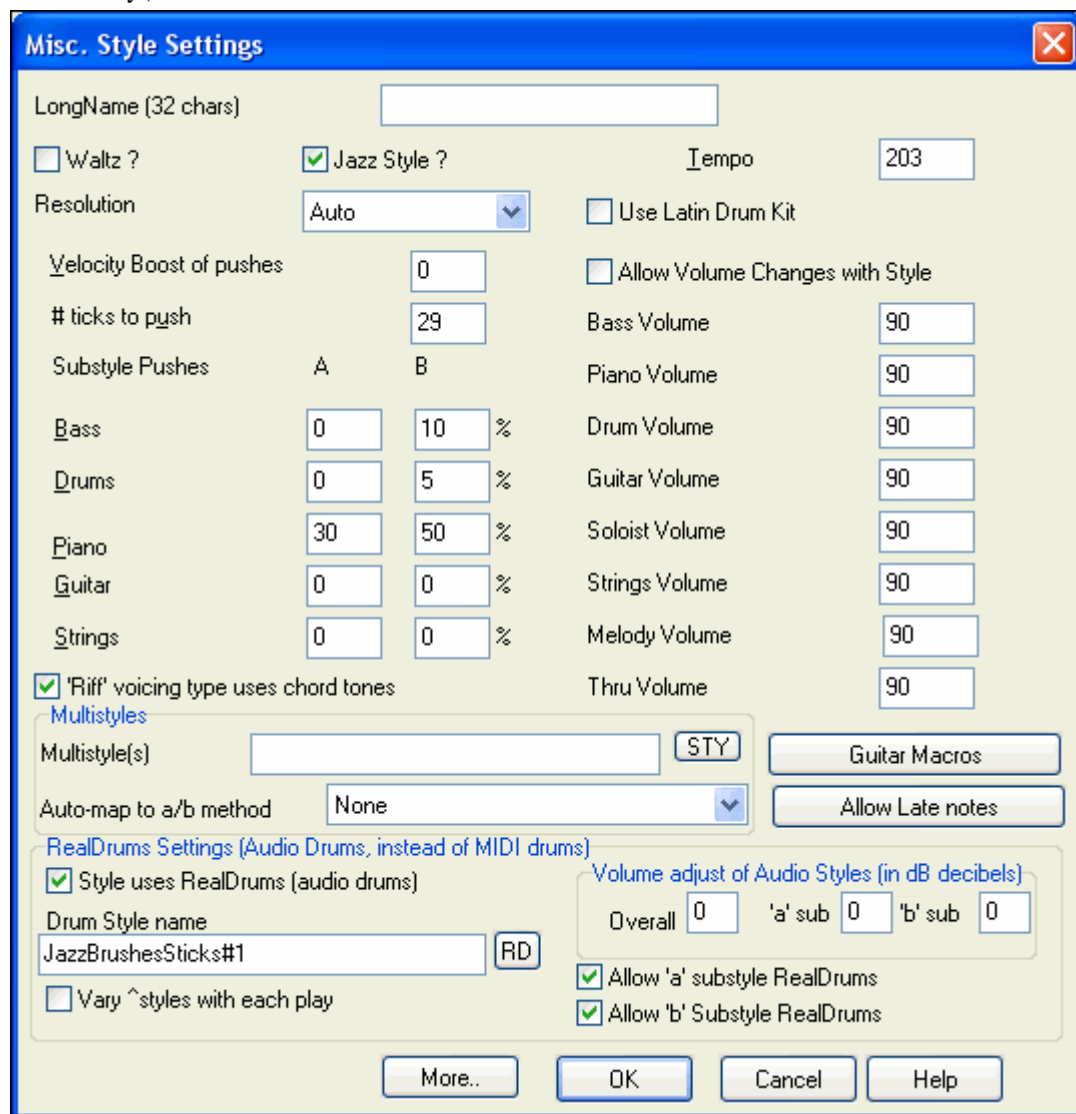 Misc. Style Settings
LongName (32 chars)
Waltz ? Jazz Style ? Tempo 203
Resolution Auto Use Latin Drum Kit
Velocity Boost of pushes 0 Allow Volume Changes with Style
# ticks to push 29 Bass Volume 90
Substyle Pushes A B Piano Volume 90
Bass 0 10 % Drum Volume 90
Drums 0 5 % Guitar Volume 90
Piano 30 50 % Soloist Volume 90
Guitar 0 0 % Strings Volume 90
Strings 0 0 % Melody Volume 90
'Riff' voicing type uses chord tones Thru Volume 90
Multistyles
Multistyle(s) STY Guitar Macros
Auto-map to a/b method None Allow Late notes
RealDrums Settings (Audio Drums, instead of MIDI drums)
Style uses RealDrums (audio drums) Volume adjust of Audio Styles (in dB decibels)
Drum Style name Overall 0 'a' sub 0 'b' sub 0
JazzBrushesSticks#1 RD
Allow 'a' substyle RealDrums
Vary ^styles with each play Allow 'b' Substyle RealDrums
More.. OK Cancel Help